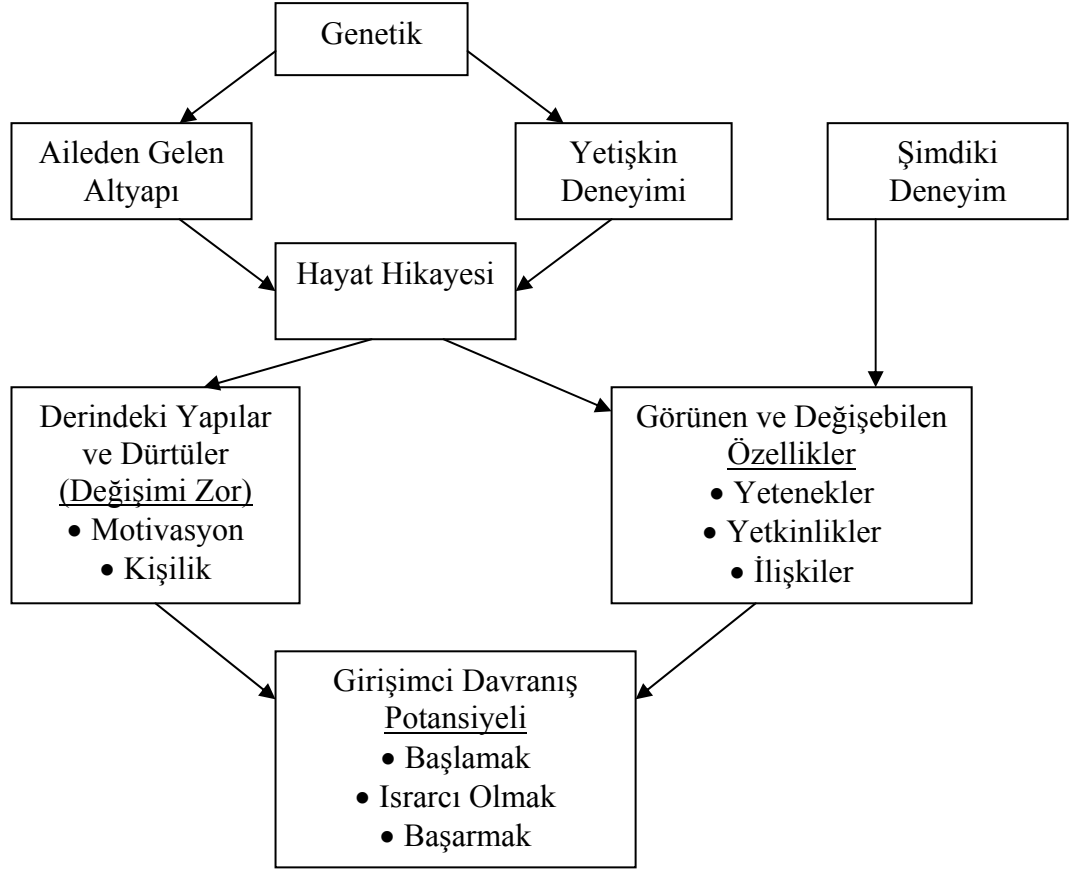 Genetik
Aileden Gelen
Altyapı
Yetişkin
Deneyimi
Şimdiki
Deneyim
Hayat Hikayesi
Derindeki Yapılar
ve Dürtüler
(Değişimi Zor)
• Motivasyon
• Kişilik
Görünen ve Değişebilen
Özellikler
• Yetenekler
• Yetkinlikler
• İlişkiler
Girişimci Davranış
Potansiyeli
• Başlamak
• Israrcı Olmak
• Başarmak